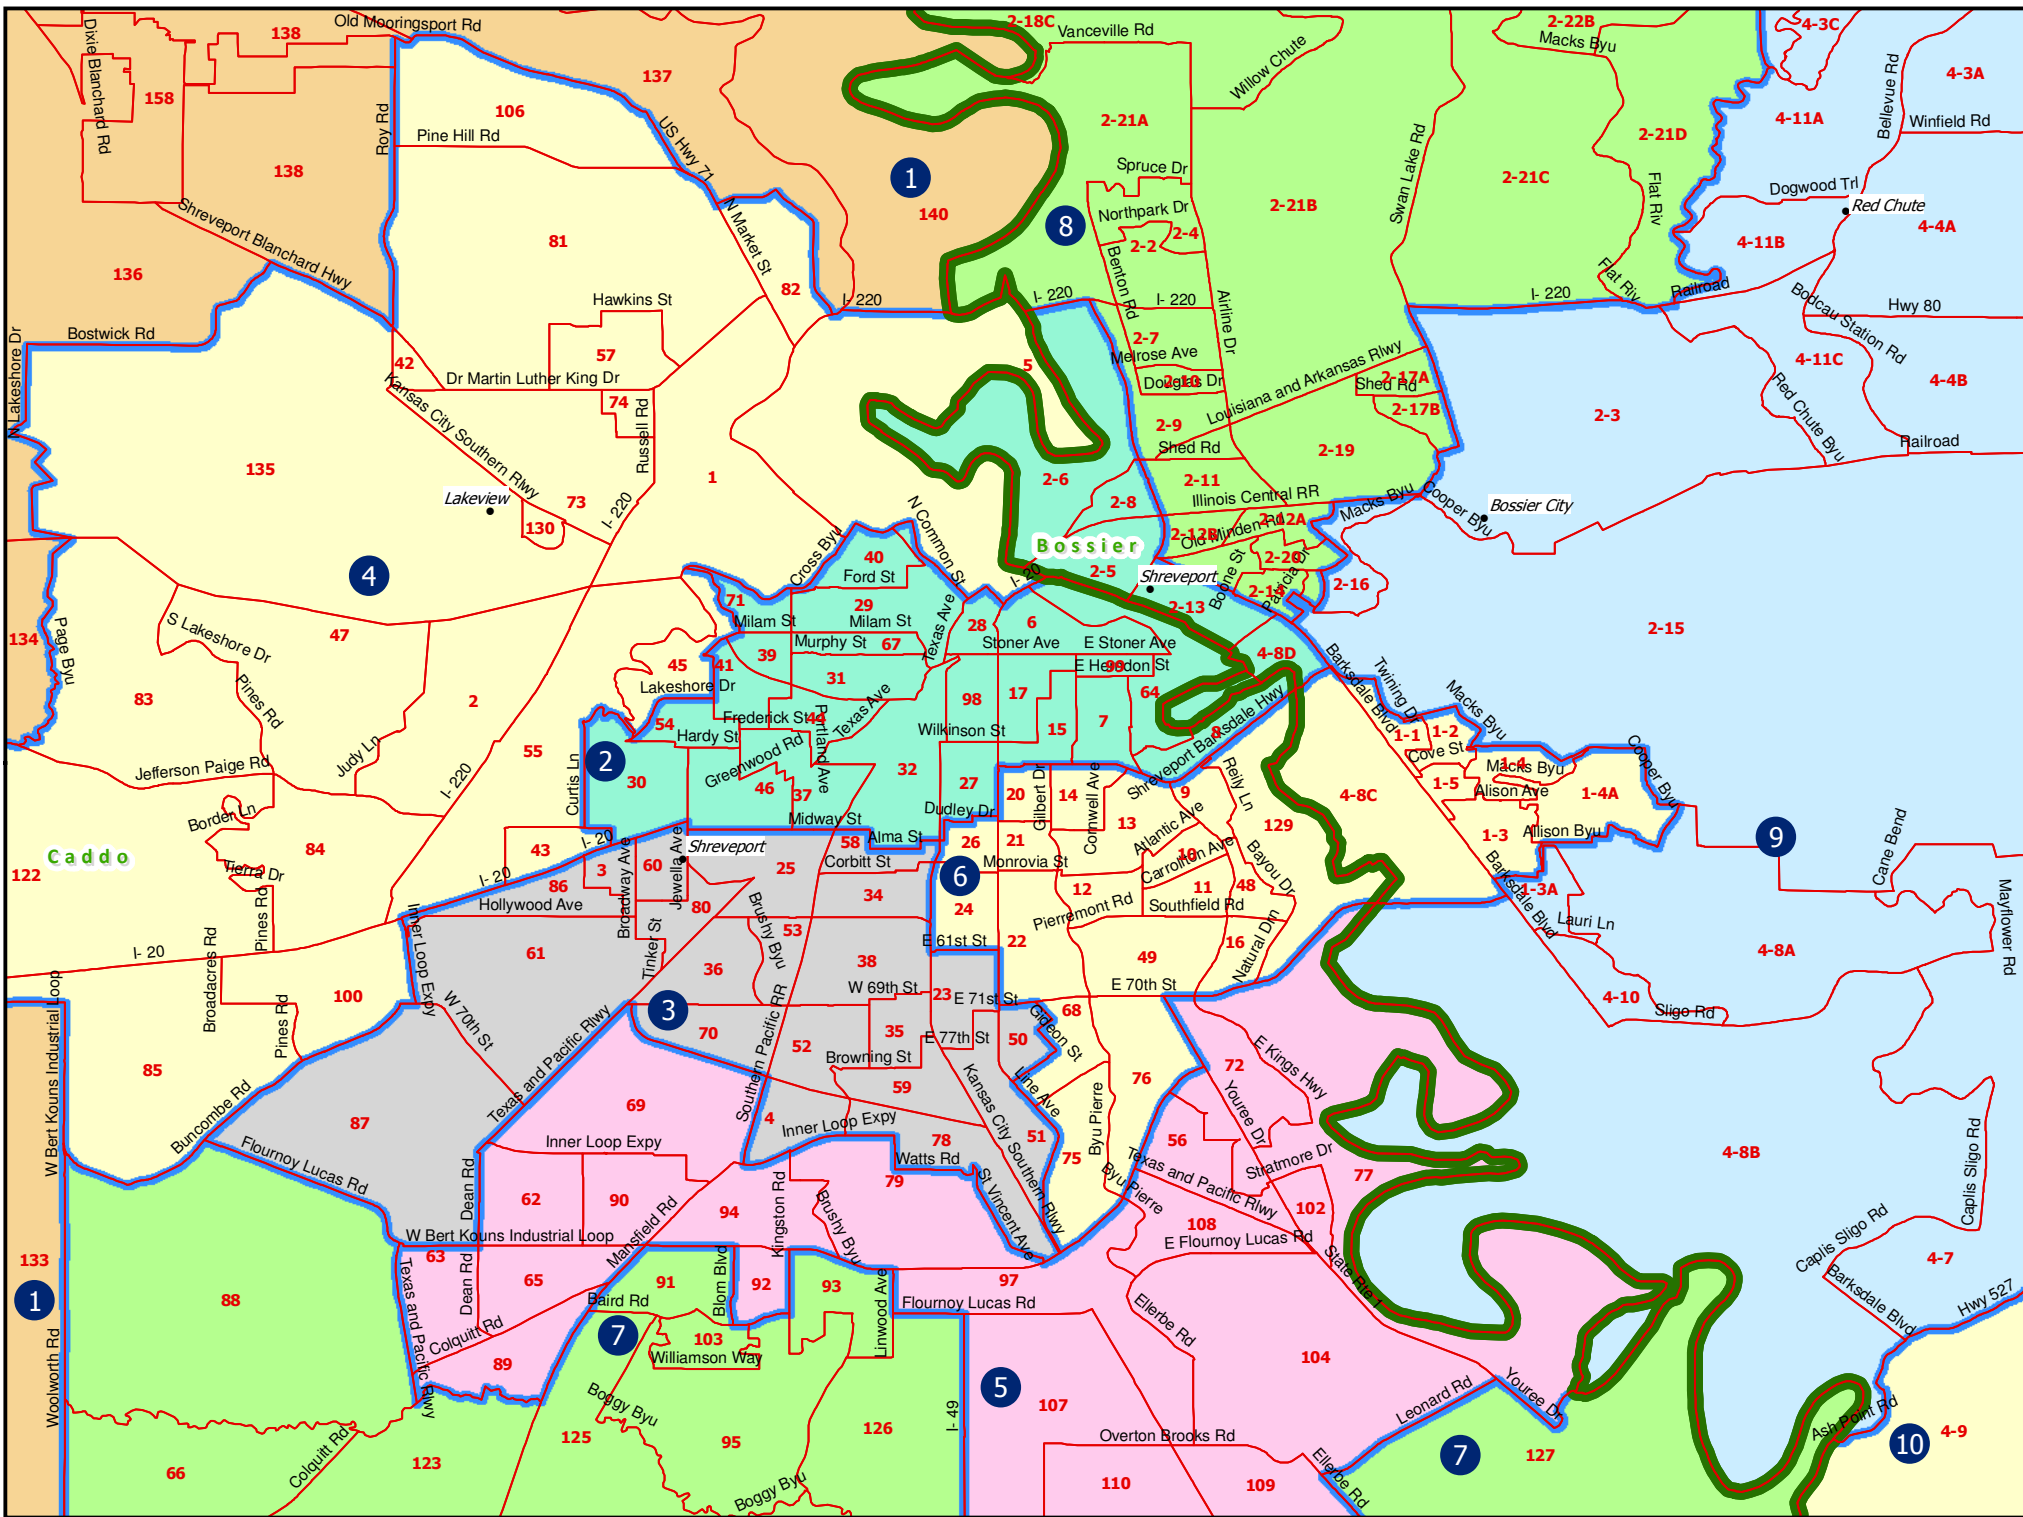 Old Mooringsport Rd
2-18C
Vanceville Rd
2-22B
Macks Byu
4-3C
138
Dixie Blanchard Rd
158
137
Willow Chute
Bellevue Rd
4-3A
106
Pine Hill Rd
Roy Rd
US Hwy 71
2-21A
2-21D
4-11A
Winfield Rd
138
1
140
Spruce Dr
2-21B
Swan Lake Rd
2-21C
Flat Riv
Dogwood Trl
Red Chute
Shreveport Blanchard Hwy
N Market St
8
Northpark Dr
2-4
2-2
4-11B
4-4A
81
136
Benton Rd
Flat Riv
Railroad
82
Hawkins St
I- 220
I- 220
I- 220
Airline Dr
I- 220
Bodcau Station Rd
Hwy 80
N Lakeshore Dr
Bostwick Rd
42
57
5
2-7
Melrose Ave
Louisiana and Arkansas Rlwy
4-11C
Dr Martin Luther King Dr
Douglas Dr
2-10
2-17A
Shed Rd
Red Chute Byu
4-4B
Kansas City Southern Rlwy
74
Russell Rd
2-9
2-17B
2-3
Shed Rd
2-19
Railroad
135
1
2-6
2-11
Lakeview
73
130
I- 220
2-8
Illinois Central RR
Macks Byu
Cooper Byu
Bossier City
N Common St
Cross Byu
40
Bossier
2-12B
2-12A
Old Minden Rd
2-20
4
Ford St
I- 20
2-5
Shreveport
Boone St
Patricia Dr
2-14
2-16
71
29
Milam St
Milam St
Texas Ave
28
6
2-13
2-15
134
Page Byu
S Lakeshore Dr
47
Murphy St
67
Stoner Ave
E Stoner Ave
45
41
39
E Herndon St
99
4-8D
Barksdale Blvd
Twining Dr
Macks Byu
83
Pines Rd
2
Lakeshore Dr
31
98
17
64
54
Frederick St
44
Portland Ave
Texas Ave
Wilkinson St
15
7
8
Shreveport Barksdale Hwy
1-1
1-2
Cove St
Cooper Byu
Judy Ln
55
Curtis Ln
2
Hardy St
Greenwood Rd
30
46
37
32
27
1-4
Macks Byu
1-5
Alison Ave
1-4A
Jefferson Paige Rd
I- 220
20
Gilbert Dr
14
Cornwell Ave
9
Reily Ln
4-8C
Border Ln
Midway St
Dudley Dr
13
Atlantic Ave
129
1-3
Allison Byu
9
Cane Bend
Caddo
84
43
I- 20
Shreveport
58
Alma St
26
21
10
Carrollton Ave
122
Tierra Dr
3
60
Broadway Ave
Jewella Ave
25
Corbitt St
Monrovia St
6
Bayou Dr
I- 20
86
34
12
11
48
1-3A
Pines Rd
Hollywood Ave
80
Brushy Byu
24
Pierremont Rd
Southfield Rd
Barksdale Blvd
Lauri Ln
Mayflower Rd
Inner Loop Expy
53
E 61st St
22
16
Natural Dm
4-8A
I- 20
Broadacres Rd
61
Tinker St
36
38
49
W 69th St
23
E 71st St
E 70th St
4-10
Sligo Rd
W Bert Kouns Industrial Loop
100
W 70th St
Texas and Pacific Rlwy
3
70
Southern Pacific RR
52
35
E 77th St
50
Gideon St
68
85
Pines Rd
Browning St
59
72
E Kings Hwy
Buncombe Rd
87
69
4
Inner Loop Expy
Kansas City Southern Rlwy
Line Ave
76
Byu Pierre
Youree Dr
Flournoy Lucas Rd
Inner Loop Expy
78
51
75
56
Stratmore Dr
77
4-8B
Caplis Sligo Rd
Dean Rd
62
90
94
Kingston Rd
Watts Rd
79
Brushy Byu
St Vincent Ave
Byu Pierre
Texas and Pacific Rlwy
102
133
W Bert Kouns Industrial Loop
Mansfield Rd
108
E Flournoy Lucas Rd
State Rte 1
Caplis Sligo Rd
4-7
63
Dean Rd
65
91
Blom Blvd
92
93
97
Barksdale Blvd
Hwy 527
1
88
Baird Rd
Linwood Ave
Flournoy Lucas Rd
Ellerbe Rd
Texas and Pacific Rlwy
Colquitt Rd
7
103
Williamson Way
89
5
104
Youree Dr
Woolworth Rd
Boggy Byu
107
Leonard Rd
Ash Point Rd
Colquitt Rd
125
95
126
I- 49
Overton Brooks Rd
7
127
10
4-9
66
123
Boggy Byu
110
109
Ellerbe Rd